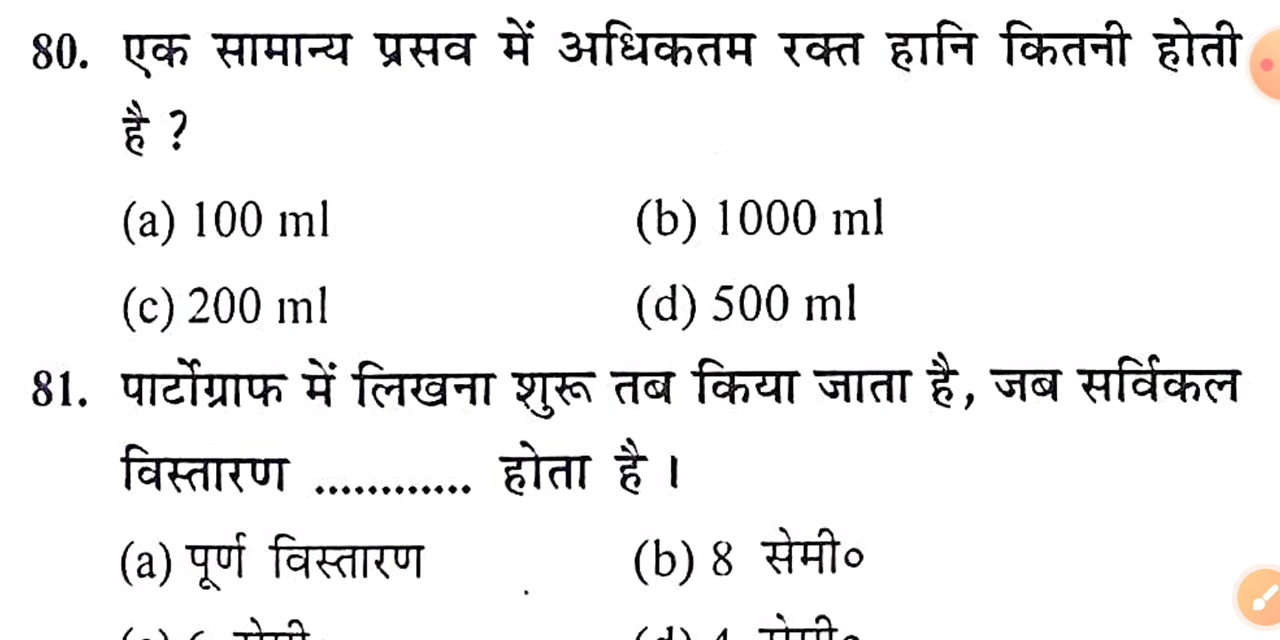 80. एक सामान्य प्रसव में अधिकतम रक्त हानि कितनी होती
है ?
(a) 100 ml (b) 1000 ml
(c) 200 ml (d) 500 ml
81. पार्टोग्राफ में लिखना शुरू तब किया जाता है, जब सर्विकल
विस्तारण ............. होता है ।
(a) पूर्ण विस्तारण (b) 8 सेमी०